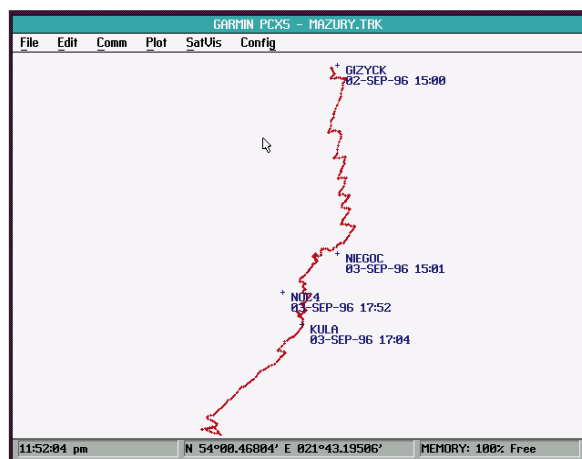 GARMIN PCX5 - MAZURY.TRK
File Edit Comm Plot SatVis Config
GIZYCK
02-SEP-96 15:00
NIEGOC
03-SEP-96 15:01
NOC4
03-SEP-96 17:52
KULA
03-SEP-96 17:04
11:52:04 pm N 54°00.46804' E 021°43.19506' MEMORY: 100% Free